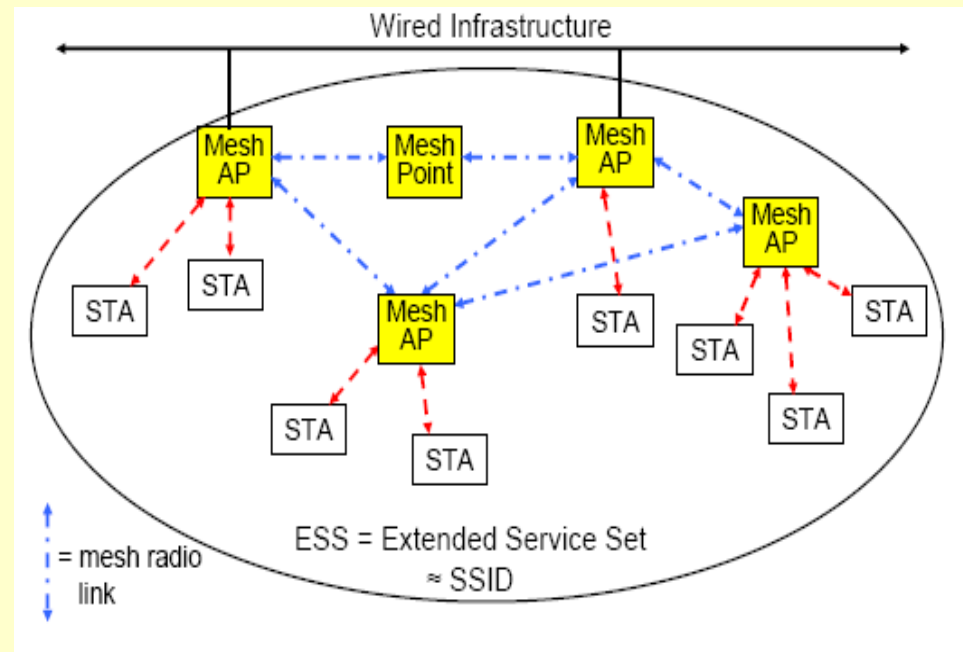 Wired Infrastructure
Mesh
AP
Mesh
Point
Mesh
AP
Mesh
AP
STA
STA
Mesh
AP
STA
STA
STA
STA
STA
STA
ESS = Extended Service Set
≈ SSID
= mesh radio
link